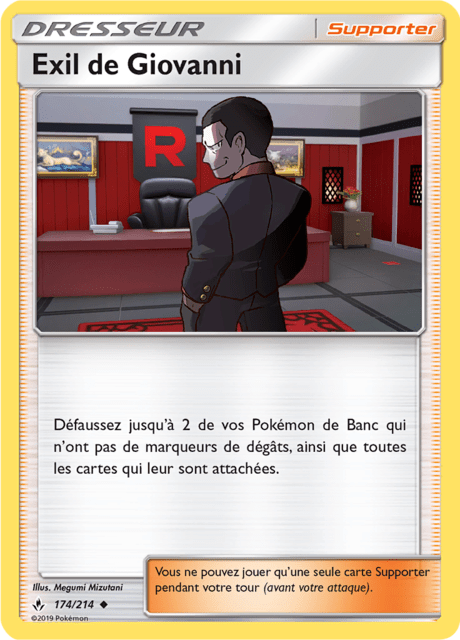 DRESSEUR Supporter
Exil de Giovanni
R
Défaussez jusqu'à 2 de vos Pokémon de Banc qui
n'ont pas de marqueurs de dégâts, ainsi que toutes
les cartes qui leur sont attachées.
Vous ne pouvez jouer qu'une seule carte Supporter
pendant votre tour (avant votre attaque).
Illus. Megumi Mizutani
174/214
©2019 Pokémon